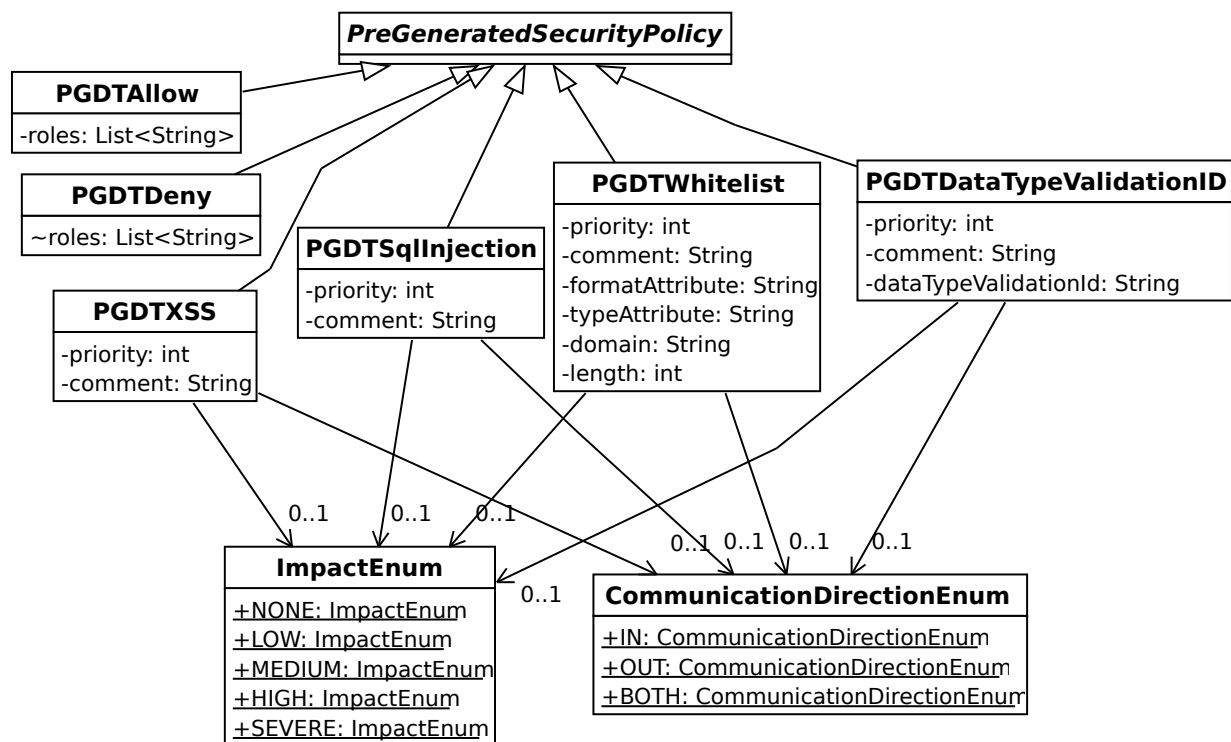 PreGeneratedSecurityPolicy
PGDTAllow
-roles: List<String>
PGDTDeny
~roles: List<String>
PGDTXSS
-priority: int
-comment: String
PGDTSqlInjection
-priority: int
-comment: String
PGDTWhitelist
-priority: int
-comment: String
-formatAttribute: String
-typeAttribute: String
-domain: String
-length: int
PGDTDataTypeValidationID
-priority: int
-comment: String
-dataTypeValidationId: String
0..1
0..1
0..1
0..1
0..1
0..1
0..1
0..1
ImpactEnum
+NONE: ImpactEnum
+LOW: ImpactEnum
+MEDIUM: ImpactEnum
+HIGH: ImpactEnum
+SEVERE: ImpactEnum
CommunicationDirectionEnum
+IN: CommunicationDirectionEnum
+OUT: CommunicationDirectionEnum
+BOTH: CommunicationDirectionEnum